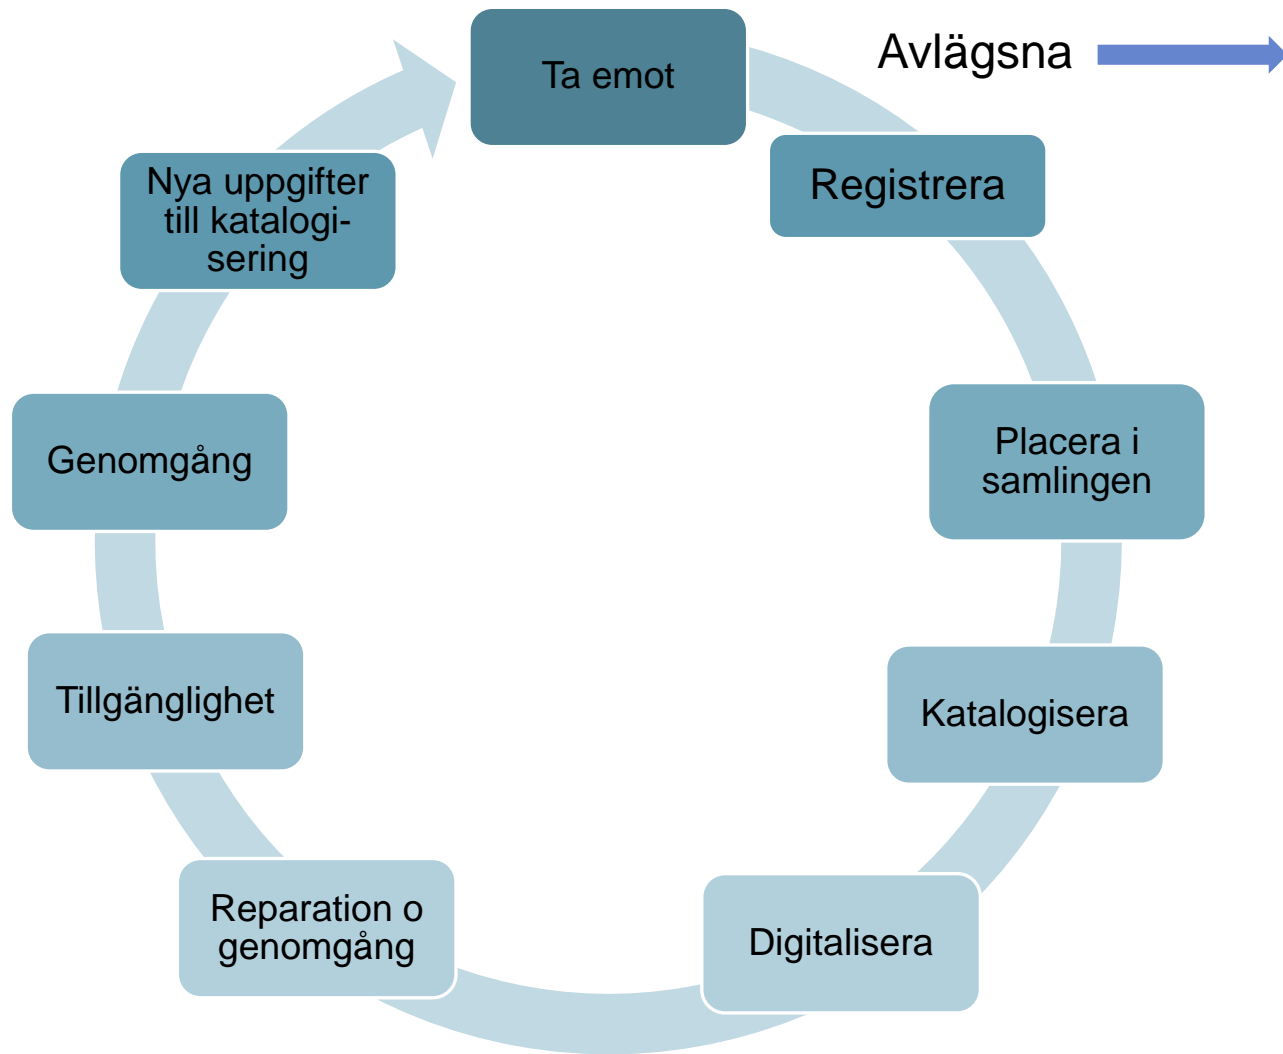 Ta emot
Avlägsna
Registrera
Placera i
samlingen
Katalogisera
Digitalisera
Reparation o
genomgång
Tillgänglighet
Genomgång
Nya uppgifter
till katalogi-
sering